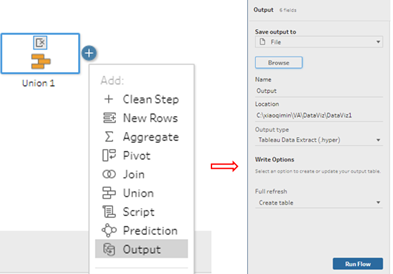 Union 1
Add:
Clean Step
New Rows
Aggregate
Pivot
Join
Union
Script
Prediction
Output
Output 6 fields
Save output to
File
Browse
Name
Output
Location
C:\xiaoqimin\VA\DataViz\DataViz1
Output type
Tableau Data Extract (.hyper)
Write Options
Select an option to create or update your output table.
Full refresh
Create table
Run Flow